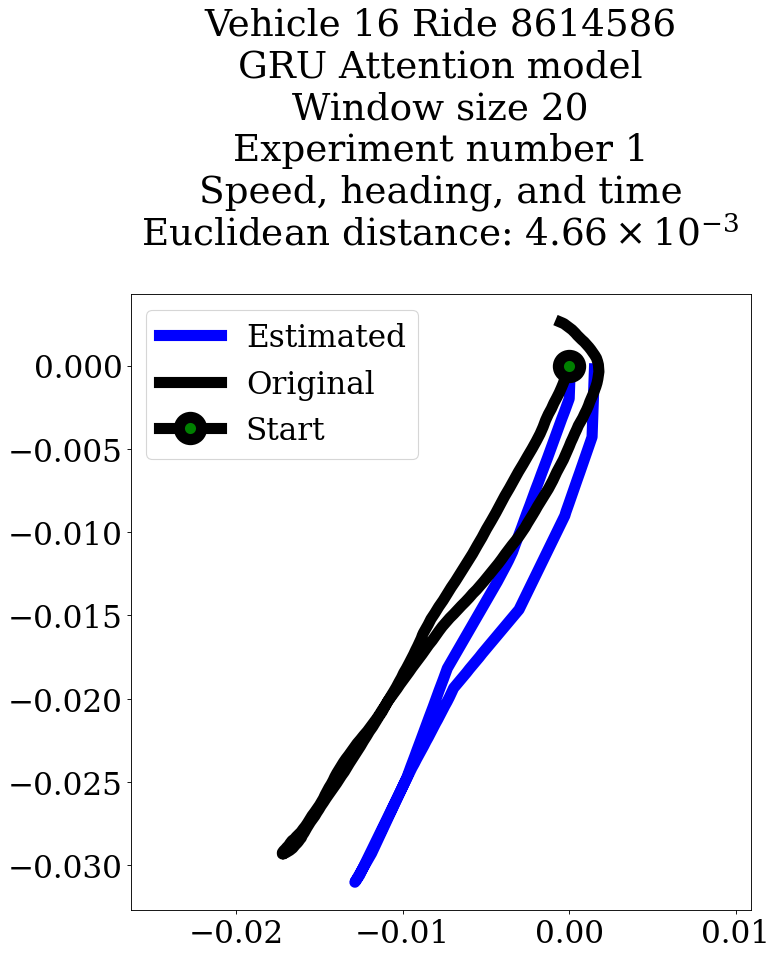 Vehicle 16 Ride 8614586
GRU Attention model
Window size 20
Experiment number 1
Speed, heading, and time
Euclidean distance: 4.66 × 10⁻³
Estimated
Original
Start
0.000
−0.005
−0.010
−0.015
−0.020
−0.025
−0.030
−0.02
−0.01
0.00
0.01